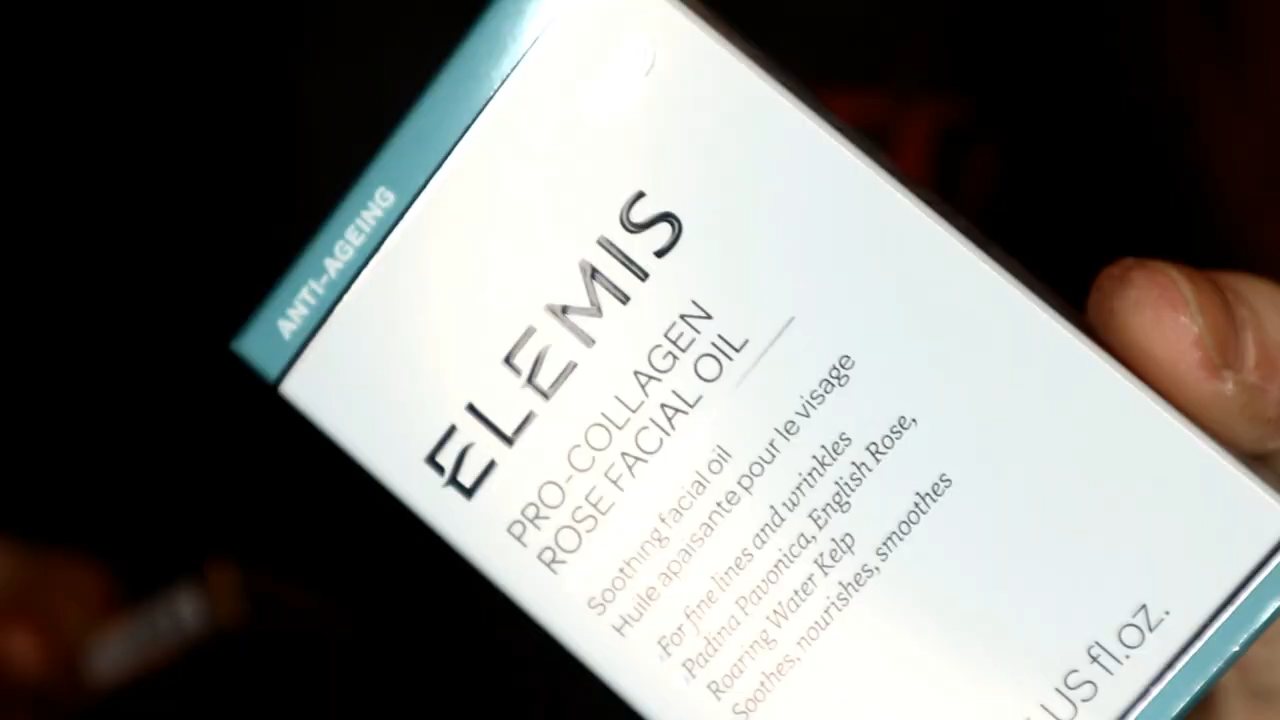 ANTI-AGEING
ELEMIS
PRO-COLLAGEN
ROSE FACIAL OIL
Soothing facial oil
Huile apaisante pour le visage
For fine lines and wrinkles
Padina Pavonica, English Rose,
Roaring Water Kelp
Soothes, nourishes, smoothes
US fl.oz.